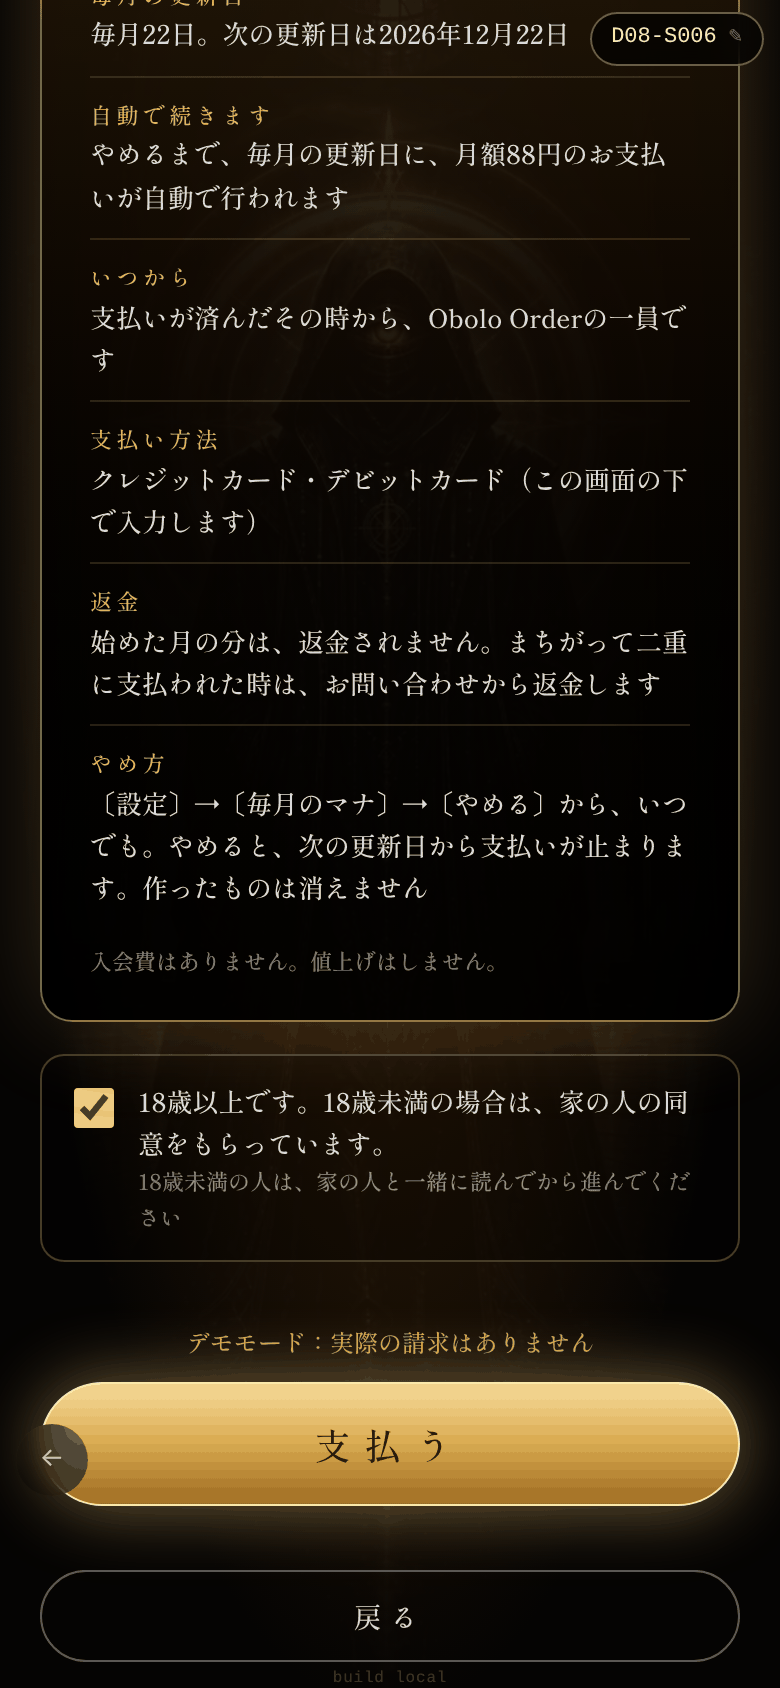 毎月の更新日
毎月22日。次の更新日は2026年12月22日
D08-S006 ✎
自動で続きます
やめるまで、毎月の更新日に、月額88円のお支払
いが自動で行われます
いつから
支払いが済んだその時から、Obolo Orderの一員で
す
支払い方法
クレジットカード・デビットカード（この画面の下
で入力します）
返金
始めた月の分は、返金されません。まちがって二重
に支払われた時は、お問い合わせから返金します
やめ方
〔設定〕→〔毎月のマナ〕→〔やめる〕から、いつ
でも。やめると、次の更新日から支払いが止まりま
す。作ったものは消えません
入会費はありません。値上げはしません。
18歳以上です。18歳未満の場合は、家の人の同
意をもらっています。
18歳未満の人は、家の人と一緒に読んでから進んでくだ
さい
デモモード：実際の請求はありません
支払う
←
戻る
build local